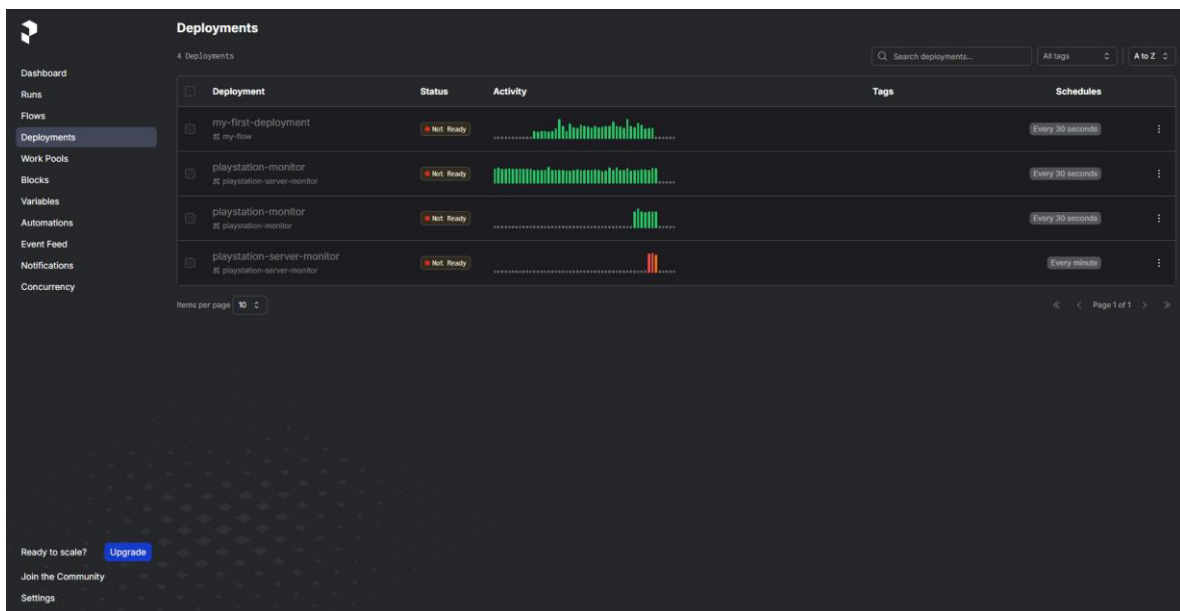 Deployments
4 Deployments
Search deployments...
All tags
A to Z
Dashboard
Runs
Flows
Deployments
Work Pools
Blocks
Variables
Automations
Event Feed
Notifications
Concurrency
Deployment Status Activity Tags Schedules
my-first-deployment
my-flow
Not Ready
Every 30 seconds
playstation-monitor
playstation-server-monitor
Not Ready
Every 30 seconds
playstation-monitor
playstation-monitor
Not Ready
Every 30 seconds
playstation-server-monitor
playstation-server-monitor
Not Ready
Every minute
Items per page 10
Page 1 of 1
Ready to scale? Upgrade
Join the Community
Settings